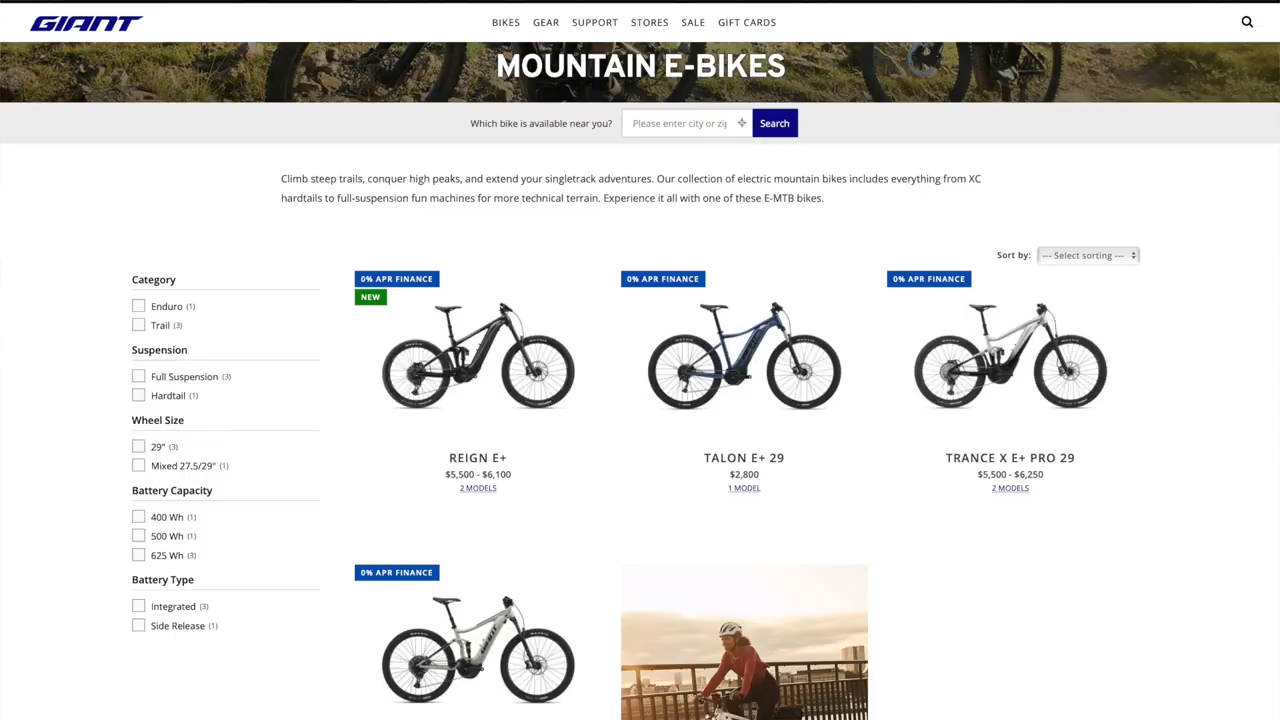 GIANT
BIKES GEAR SUPPORT STORES SALE GIFT CARDS
MOUNTAIN E-BIKES
Which bike is available near you? Please enter city or zip Search
Climb steep trails, conquer high peaks, and extend your singletrack adventures. Our collection of electric mountain bikes includes everything from XC
hardtails to full-suspension fun machines for more technical terrain. Experience it all with one of these E-MTB bikes.
Sort by: --- Select sorting ---
Category
Enduro (1)
Trail (3)
Suspension
Full Suspension (3)
Hardtail (1)
Wheel Size
29" (3)
Mixed 27.5/29" (1)
Battery Capacity
400 Wh (1)
500 Wh (1)
625 Wh (3)
Battery Type
Integrated (3)
Side Release (1)
0% APR FINANCE
NEW
REIGN E+
$5,500 - $6,100
2 MODELS
0% APR FINANCE
TALON E+ 29
$2,800
1 MODEL
0% APR FINANCE
TRANCE X E+ PRO 29
$5,500 - $6,250
2 MODELS
0% APR FINANCE
GIANT